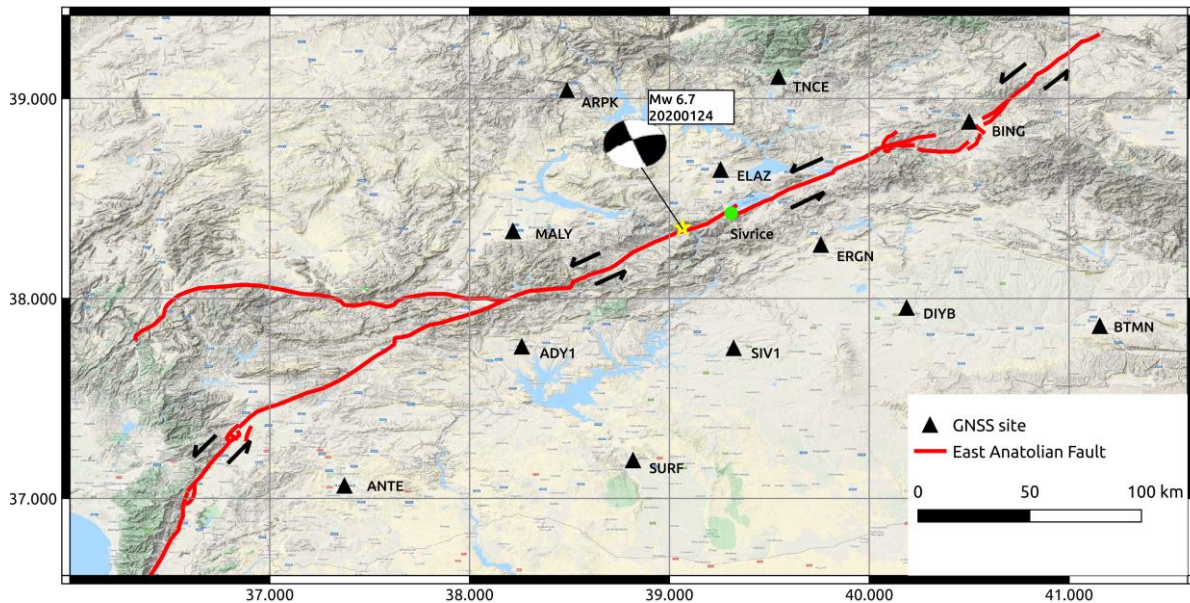 Mw 6.7
20200124
39.000
ARPK
TNCE
BING
ELAZ
MALY
Sivrice
ERGN
38.000
DIYB
BTMN
ADY1
SIV1
GNSS site
East Anatolian Fault
SURF
37.000
ANTE
0 50 100 km
37.000 38.000 39.000 40.000 41.000